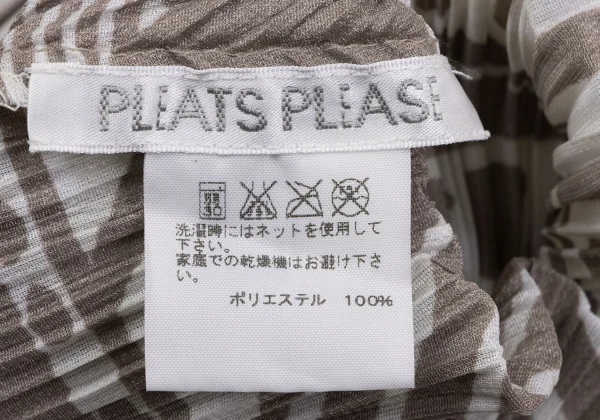 PLEATS PLEASE
洗濯時にはネットを使用して
下さい。
家庭での乾燥機はお避け下さ
い。
ポリエステル 100%